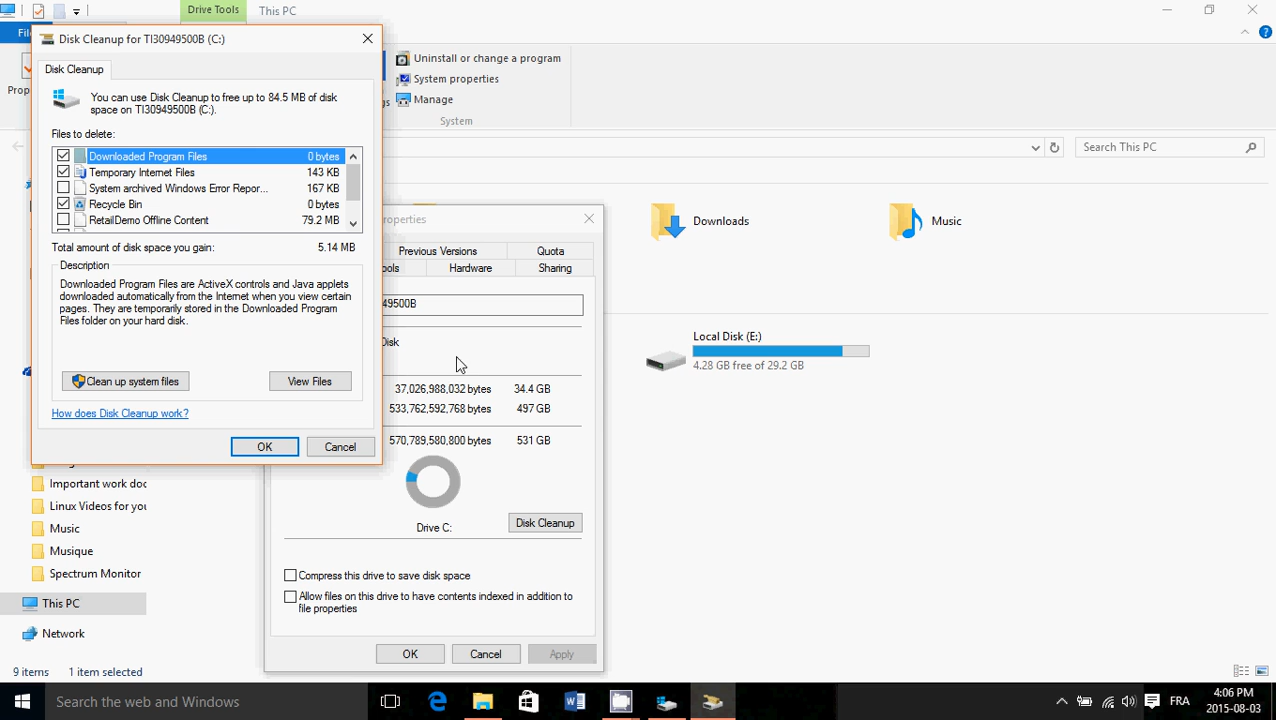 Drive Tools
This PC
Disk Cleanup for TI30949500B (C:)
Disk Cleanup
You can use Disk Cleanup to free up to 84.5 MB of disk
space on TI30949500B (C:).
Files to delete:
Downloaded Program Files 0 bytes
Temporary Internet Files 143 KB
System archived Windows Error Repor... 167 KB
Recycle Bin 0 bytes
RetailDemo Offline Content 79.2 MB
Total amount of disk space you gain: 5.14 MB
Description
Downloaded Program Files are ActiveX controls and Java applets
downloaded automatically from the Internet when you view certain
pages. They are temporarily stored in the Downloaded Program
Files folder on your hard disk.
Clean up system files
View Files
How does Disk Cleanup work?
OK
Cancel
Uninstall or change a program
System properties
Manage
System
Search This PC
Downloads
Music
Local Disk (E:)
4.28 GB free of 29.2 GB
Previous Versions
Quota
Hardware
Sharing
49500B
Disk
37,026,988,032 bytes 34.4 GB
533,762,592,768 bytes 497 GB
570,789,580,800 bytes 531 GB
Drive C:
Disk Cleanup
Compress this drive to save disk space
Allow files on this drive to have contents indexed in addition to
file properties
OK
Cancel
Apply
Important work doc
Linux Videos for you
Music
Musique
Spectrum Monitor
This PC
Network
9 items
1 item selected
Search the web and Windows
FRA
4:06 PM
2015-08-03